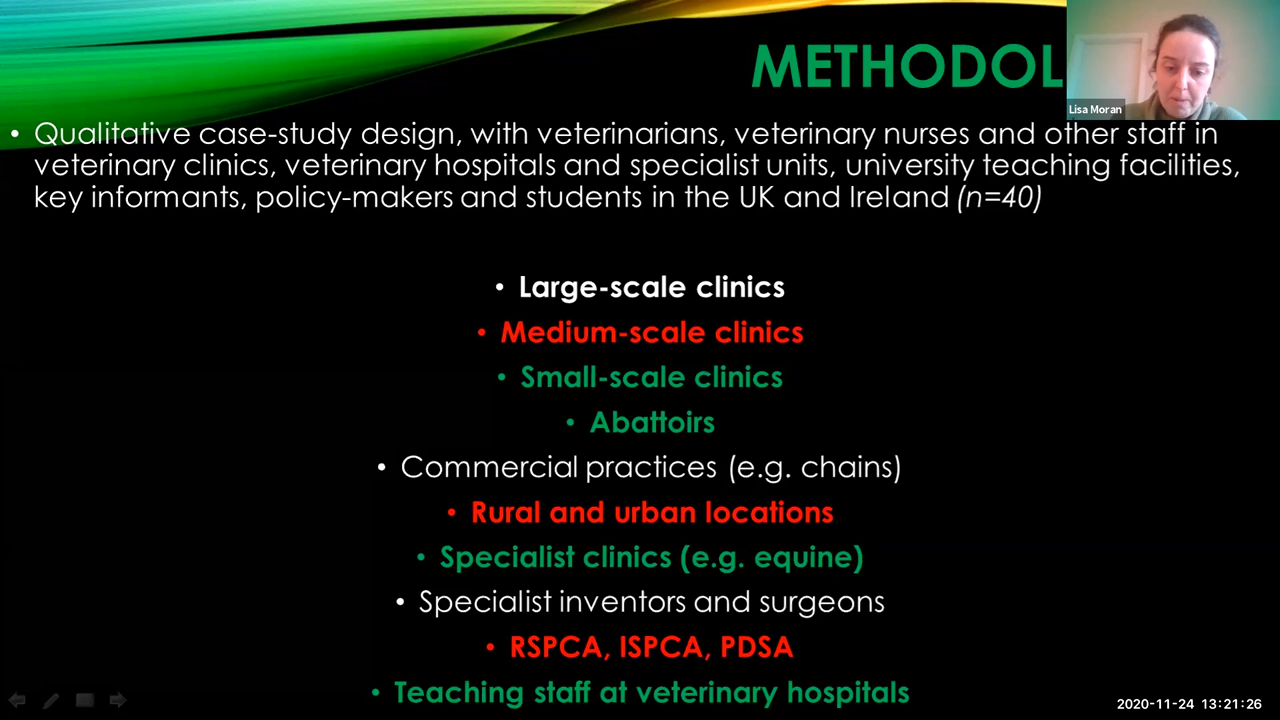 METHODOL
Lisa Moran
• Qualitative case-study design, with veterinarians, veterinary nurses and other staff in
veterinary clinics, veterinary hospitals and specialist units, university teaching facilities,
key informants, policy-makers and students in the UK and Ireland (n=40)
• Large-scale clinics
• Medium-scale clinics
• Small-scale clinics
• Abattoirs
• Commercial practices (e.g. chains)
• Rural and urban locations
• Specialist clinics (e.g. equine)
• Specialist inventors and surgeons
• RSPCA, ISPCA, PDSA
• Teaching staff at veterinary hospitals
2020-11-24 13:21:26